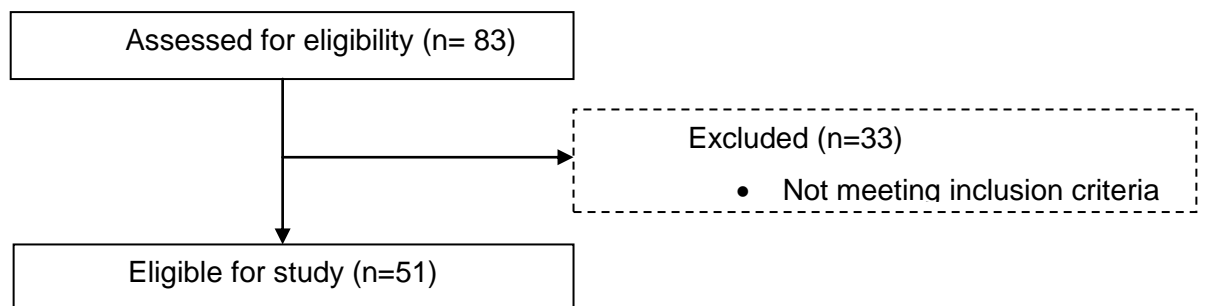 Assessed for eligibility (n= 83)
Excluded (n=33)
• Not meeting inclusion criteria
Eligible for study (n=51)